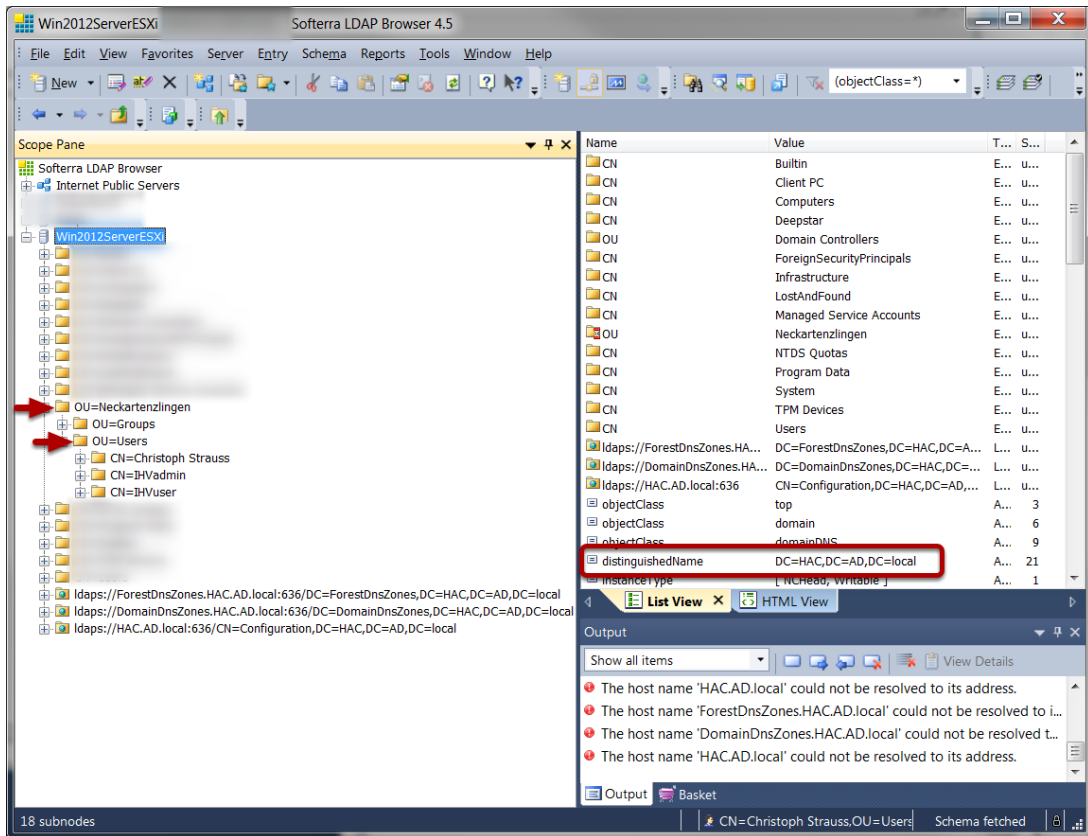 Win2012ServerESXi Softerra LDAP Browser 4.5
File Edit View Favorites Server Entry Schema Reports Tools Window Help
New (objectClass=*)
Scope Pane
Softerra LDAP Browser
Internet Public Servers
Win2012ServerESXi
OU=Neckartenzlingen
OU=Groups
OU=Users
CN=Christoph Strauss
CN=IHVadmin
CN=IHVuser
ldaps://ForestDnsZones.HAC.AD.local:636/DC=ForestDnsZones,DC=HAC,DC=AD,DC=local
ldaps://DomainDnsZones.HAC.AD.local:636/DC=DomainDnsZones,DC=HAC,DC=AD,DC=local
ldaps://HAC.AD.local:636/CN=Configuration,DC=HAC,DC=AD,DC=local
Name Value T... S...
CN Builtin E... u...
CN Client PC E... u...
CN Computers E... u...
CN Deepstar E... u...
OU Domain Controllers E... u...
CN ForeignSecurityPrincipals E... u...
CN Infrastructure E... u...
CN LostAndFound E... u...
CN Managed Service Accounts E... u...
OU Neckartenzlingen E... u...
CN NTDS Quotas E... u...
CN Program Data E... u...
CN System E... u...
CN TPM Devices E... u...
CN Users E... u...
ldaps://ForestDnsZones.HA... DC=ForestDnsZones,DC=HAC,DC=A... L... u...
ldaps://DomainDnsZones.HA... DC=DomainDnsZones,DC=HAC,DC=... L... u...
ldaps://HAC.AD.local:636 CN=Configuration,DC=HAC,DC=AD,... L... u...
objectClass top A... 3
objectClass domain A... 6
objectClass domainDNS A... 9
distinguishedName DC=HAC,DC=AD,DC=local A... 21
instanceType [ NCHead, Writable ] A... 1
List View HTML View
Output
Show all items View Details
The host name 'HAC.AD.local' could not be resolved to its address.
The host name 'ForestDnsZones.HAC.AD.local' could not be resolved to i...
The host name 'DomainDnsZones.HAC.AD.local' could not be resolved t...
The host name 'HAC.AD.local' could not be resolved to its address.
Output Basket
18 subnodes CN=Christoph Strauss,OU=Users Schema fetched